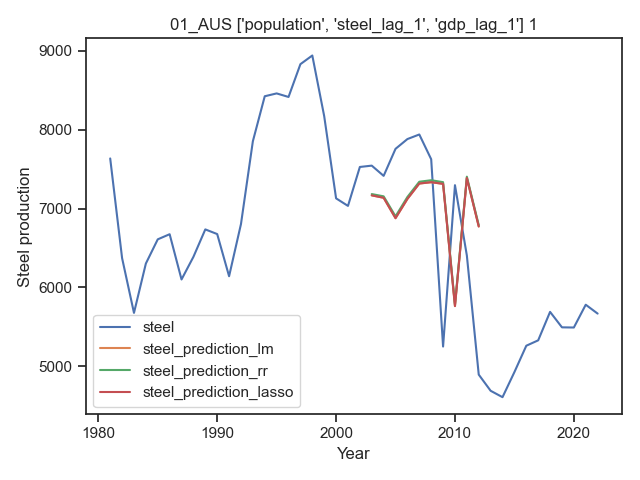 01_AUS ['population', 'steel_lag_1', 'gdp_lag_1'] 1
9000
8000
7000
6000
5000
Steel production
steel
steel_prediction_lm
steel_prediction_rr
steel_prediction_lasso
1980
1990
2000
2010
2020
Year